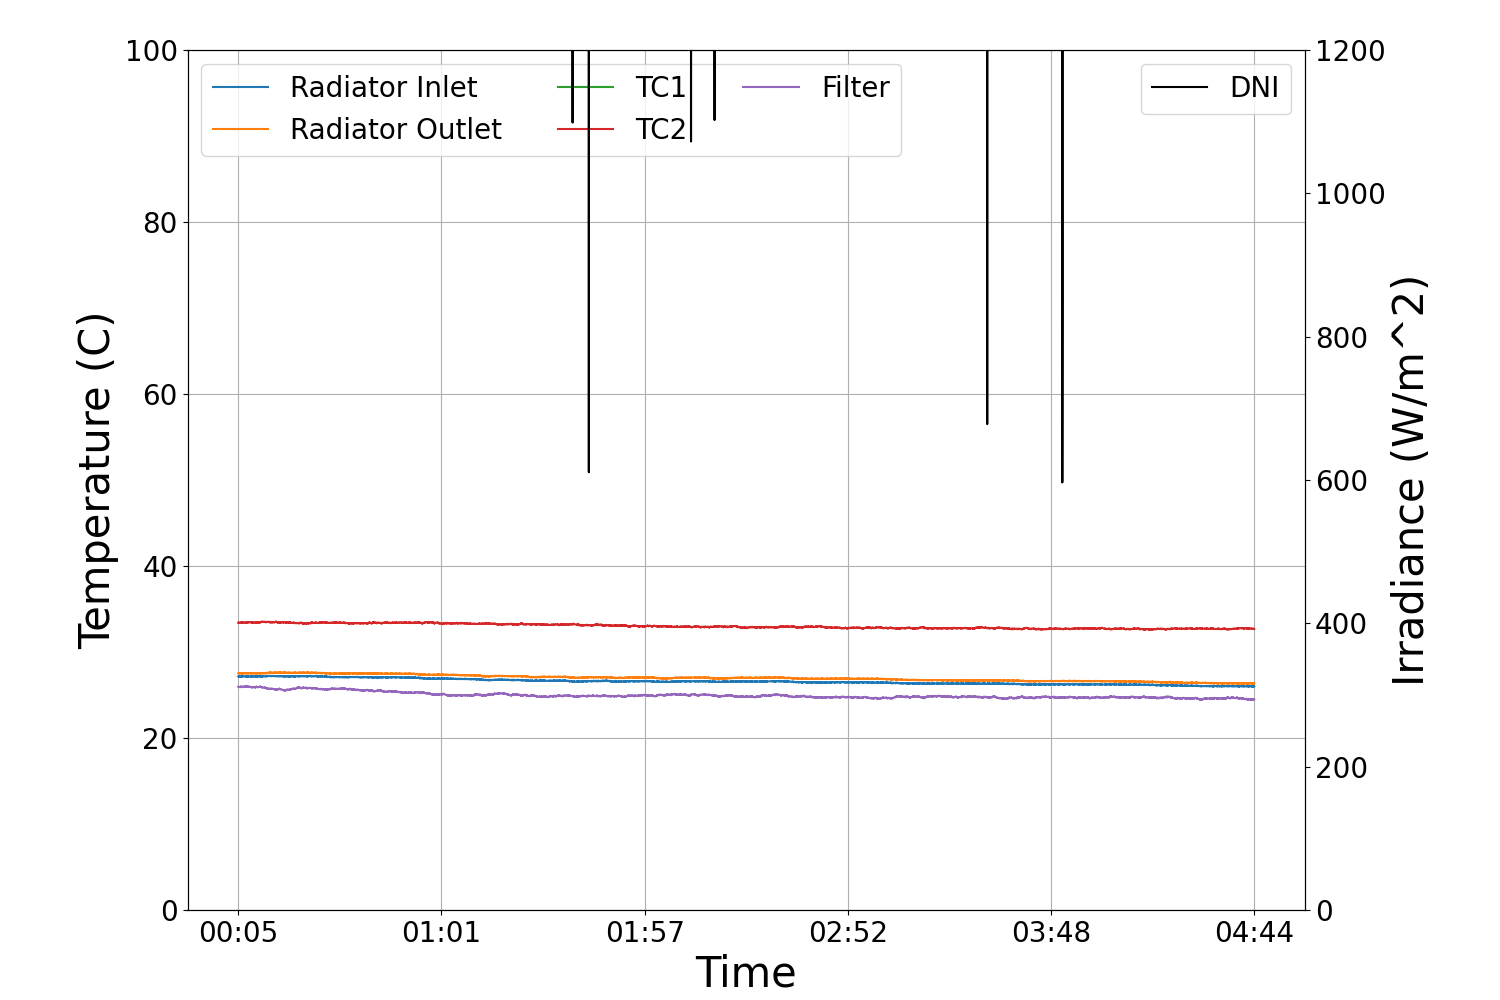 100
80
60
40
20
0
Temperature (C)
Radiator Inlet
Radiator Outlet
TC1
TC2
Filter
DNI
1200
1000
800
600
400
200
0
Irradiance (W/m^2)
00:05 01:01 01:57 02:52 03:48 04:44
Time